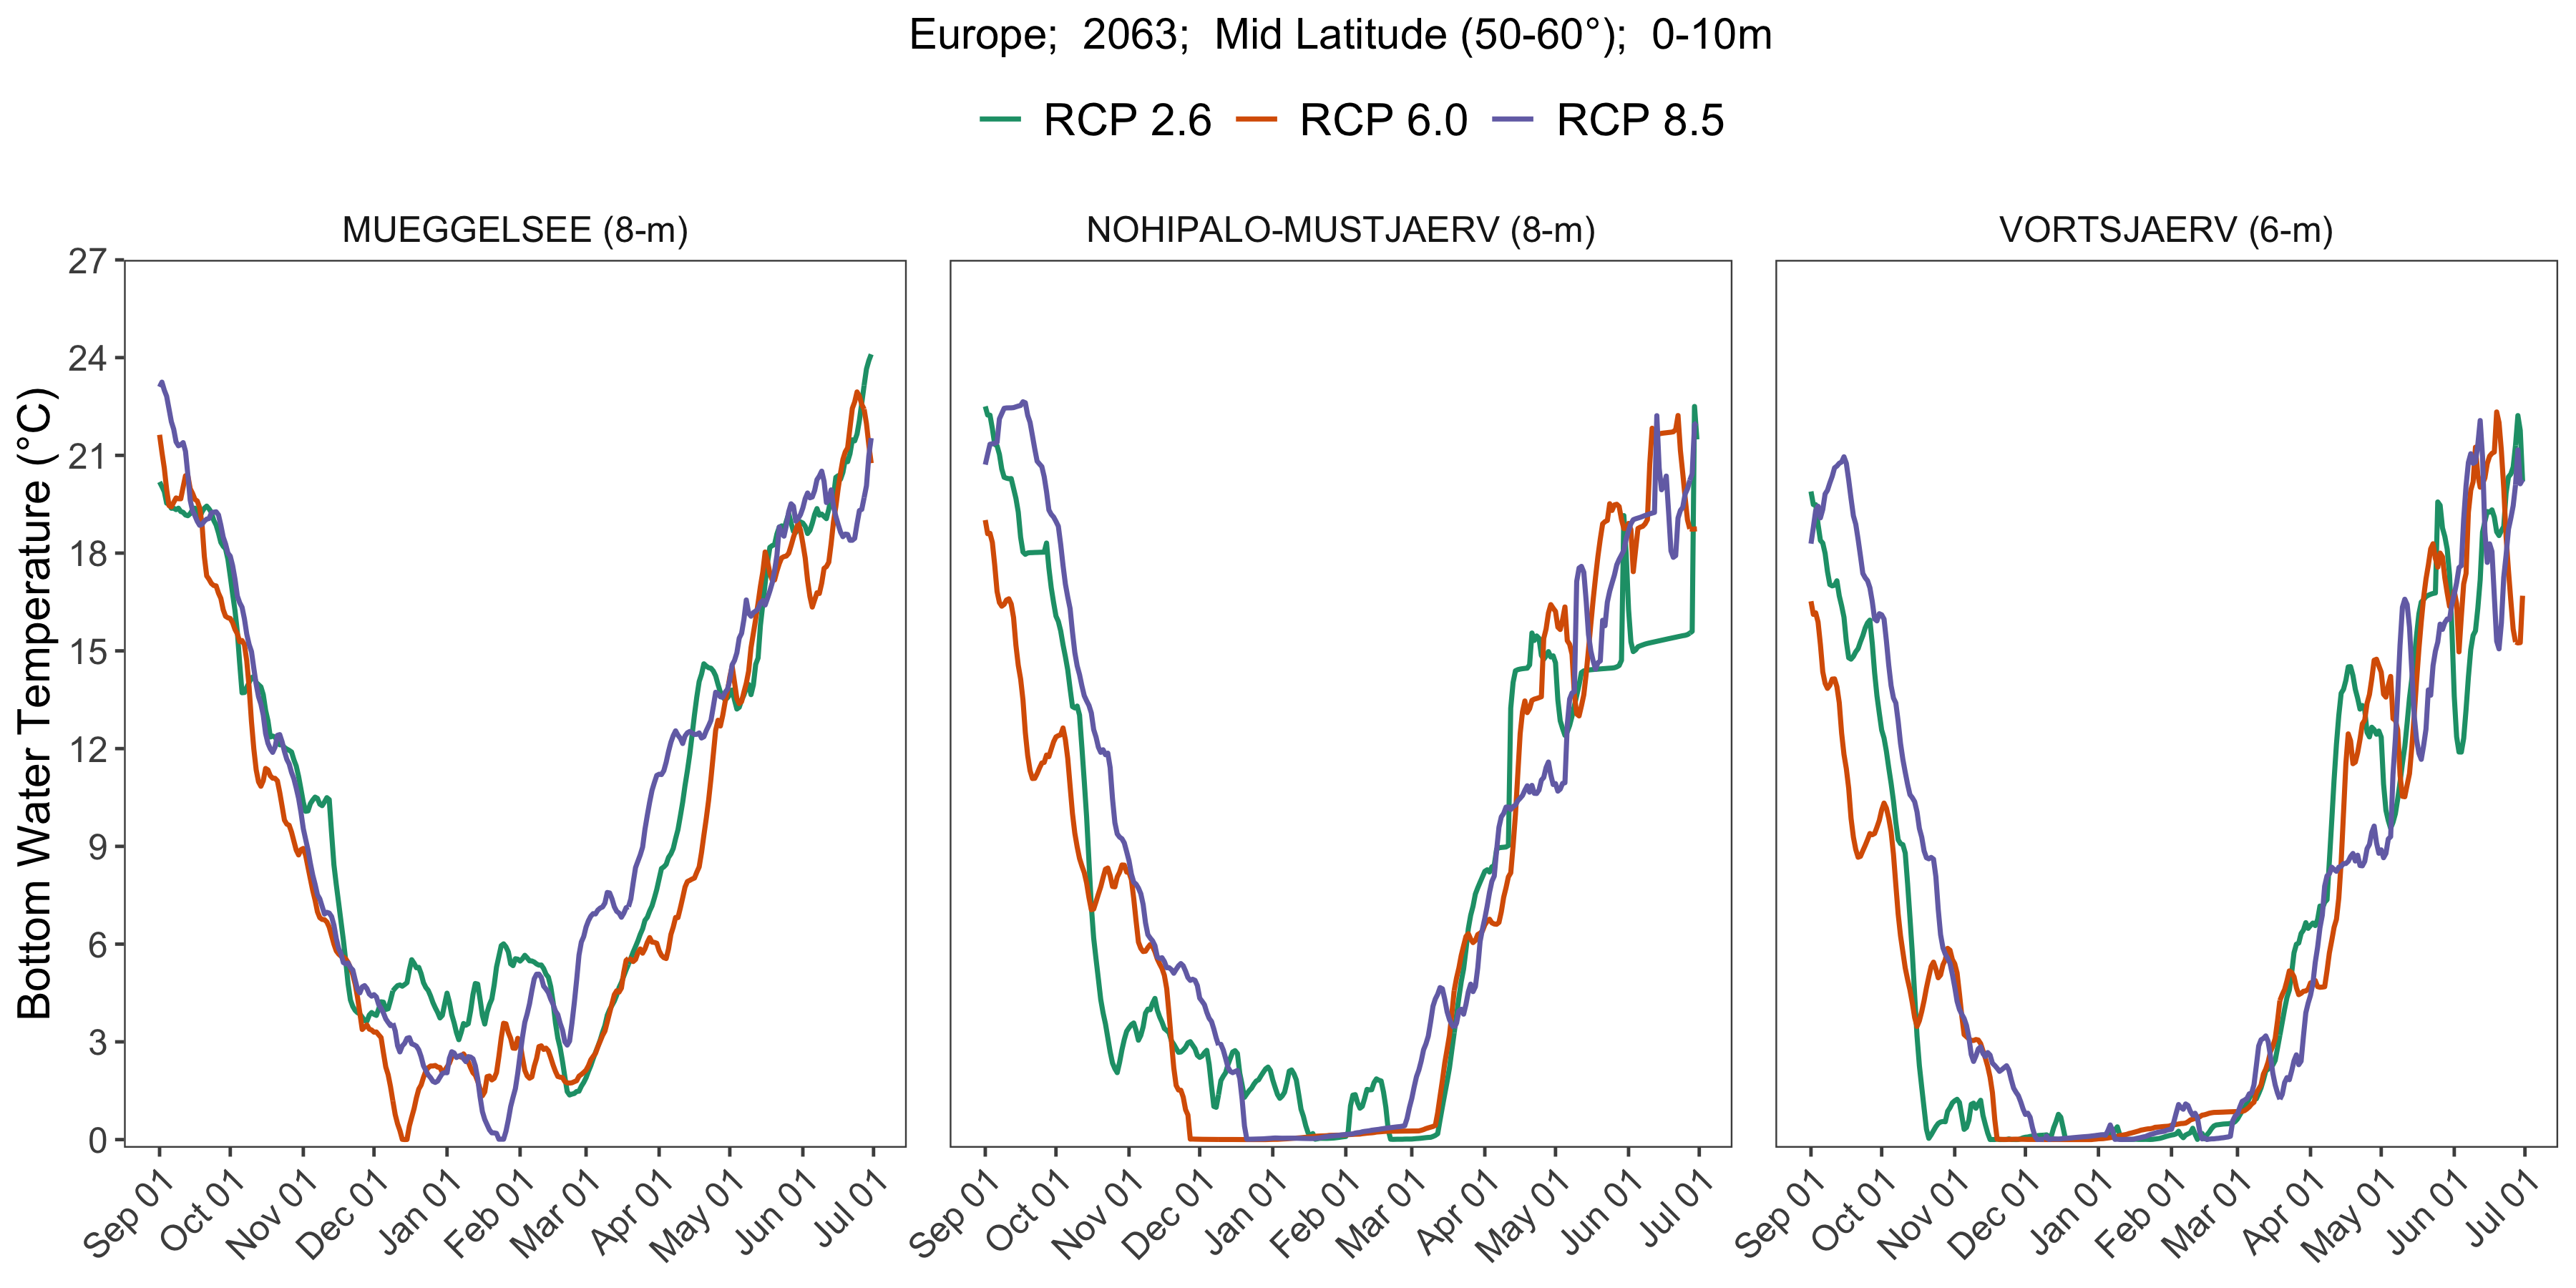 Europe;  2063;  Mid Latitude (50-60°);  0-10m
RCP 2.6 RCP 6.0 RCP 8.5
MUEGGELSEE (8-m) NOHIPALO-MUSTJAERV (8-m) VORTSJAERV (6-m)
Bottom Water Temperature (°C)
27
24
21
18
15
12
9
6
3
0
Sep 01 Oct 01 Nov 01 Dec 01 Jan 01 Feb 01 Mar 01 Apr 01 May 01 Jun 01 Jul 01 Sep 01 Oct 01 Nov 01 Dec 01 Jan 01 Feb 01 Mar 01 Apr 01 May 01 Jun 01 Jul 01 Sep 01 Oct 01 Nov 01 Dec 01 Jan 01 Feb 01 Mar 01 Apr 01 May 01 Jun 01 Jul 01